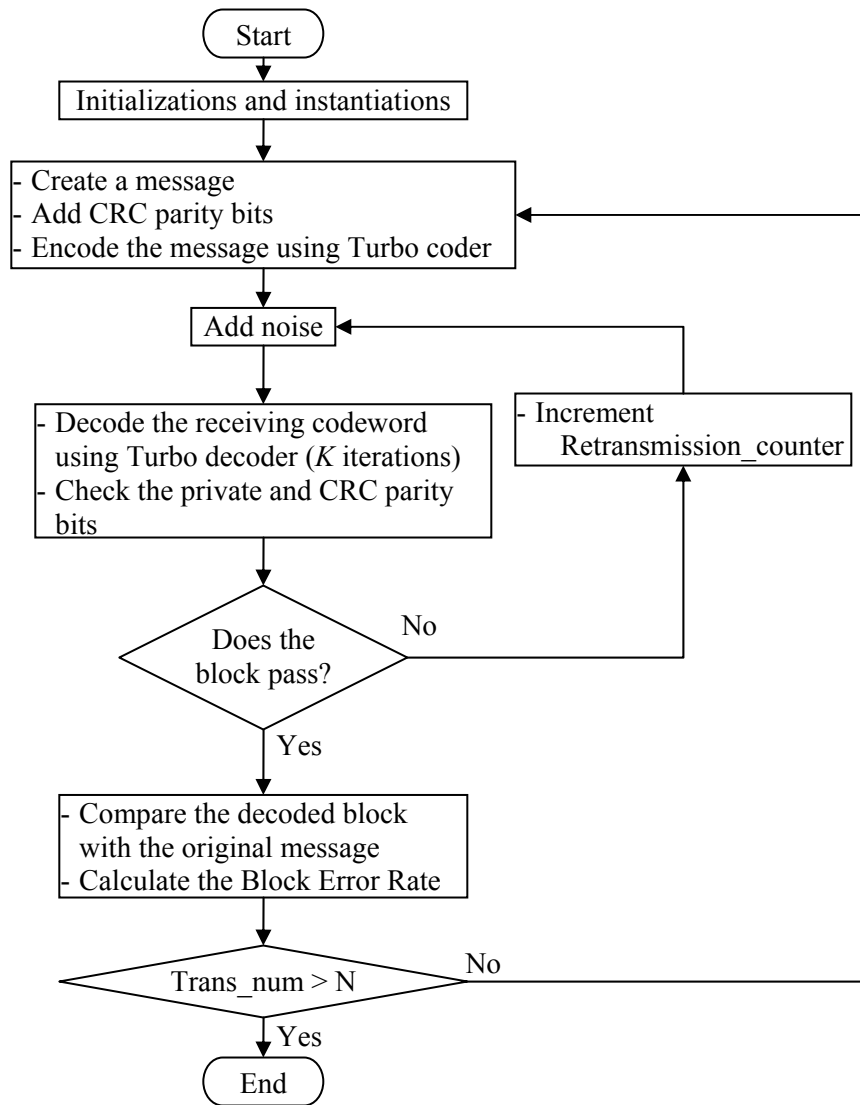 Start
Initializations and instantiations
- Create a message
- Add CRC parity bits
- Encode the message using Turbo coder
Add noise
- Decode the receiving codeword
using Turbo decoder (K iterations)
- Check the private and CRC parity
bits
- Increment
Retransmission_counter
Does the
block pass?
No
Yes
- Compare the decoded block
with the original message
- Calculate the Block Error Rate
Trans_num > N
No
Yes
End